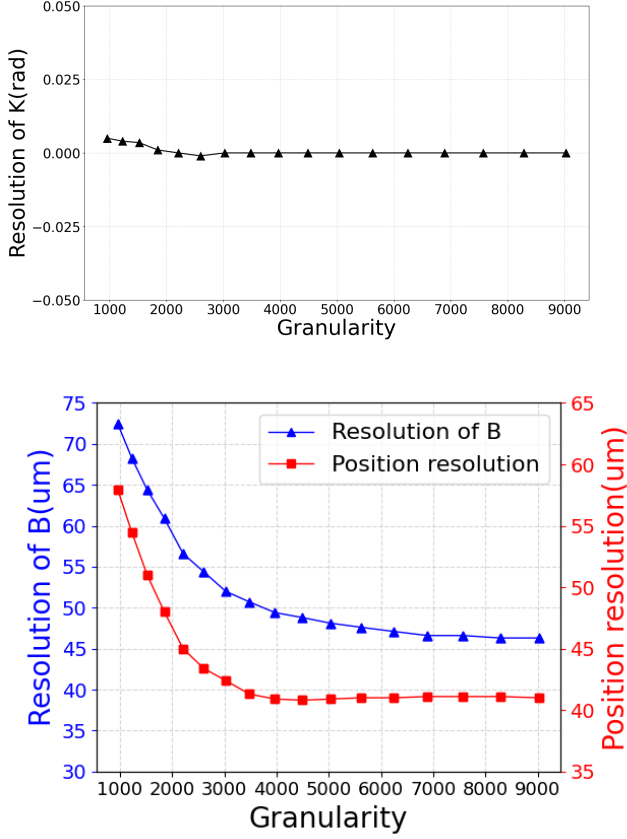 0.050
0.025
0.000
−0.025
−0.050
Resolution of K(rad)
1000 2000 3000 4000 5000 6000 7000 8000 9000
Granularity
75
70
65
60
55
50
45
40
35
30
Resolution of B(um)
Resolution of B
Position resolution
65
60
55
50
45
40
35
Position resolution(um)
1000 2000 3000 4000 5000 6000 7000 8000 9000
Granularity